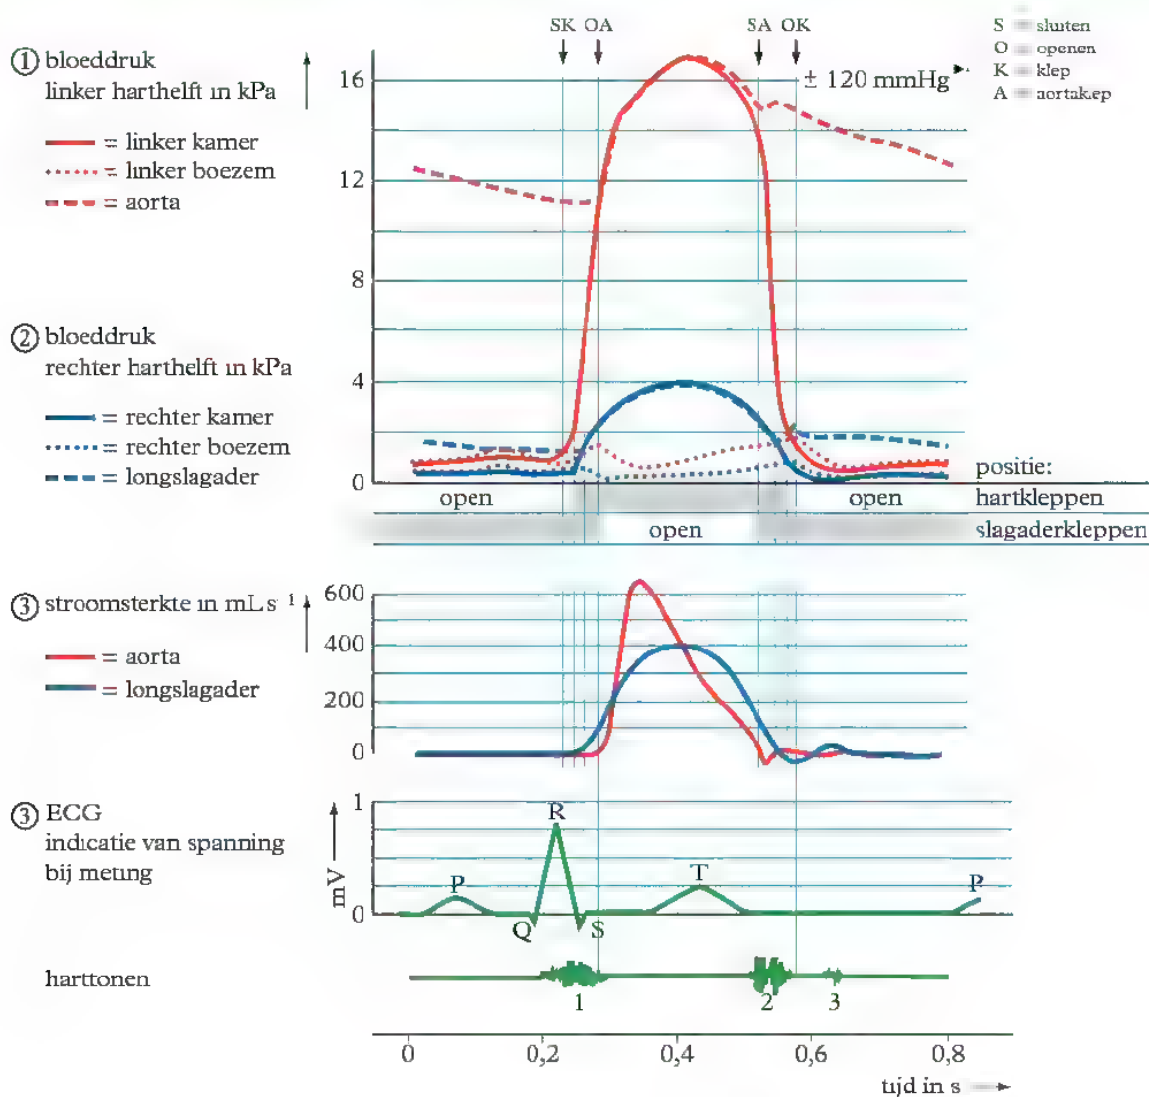 SK OA SA OK
S = sluiten
O = openen
K = klep
A = aortaklep
① bloeddruk
linker harthelft in kPa
= linker kamer
= linker boezem
= aorta
± 120 mmHg
16
12
8
4
0
② bloeddruk
rechter harthelft in kPa
= rechter kamer
= rechter boezem
= longslagader
positie:
open open hartkleppen
open slagaderkleppen
③ stroomsterkte in mL s⁻¹
= aorta
= longslagader
600
400
200
0
③ ECG
indicatie van spanning
bij meting
mV
1
0
P Q R S T P
harttonen
1 2 3
0 0,2 0,4 0,6 0,8
tijd in s